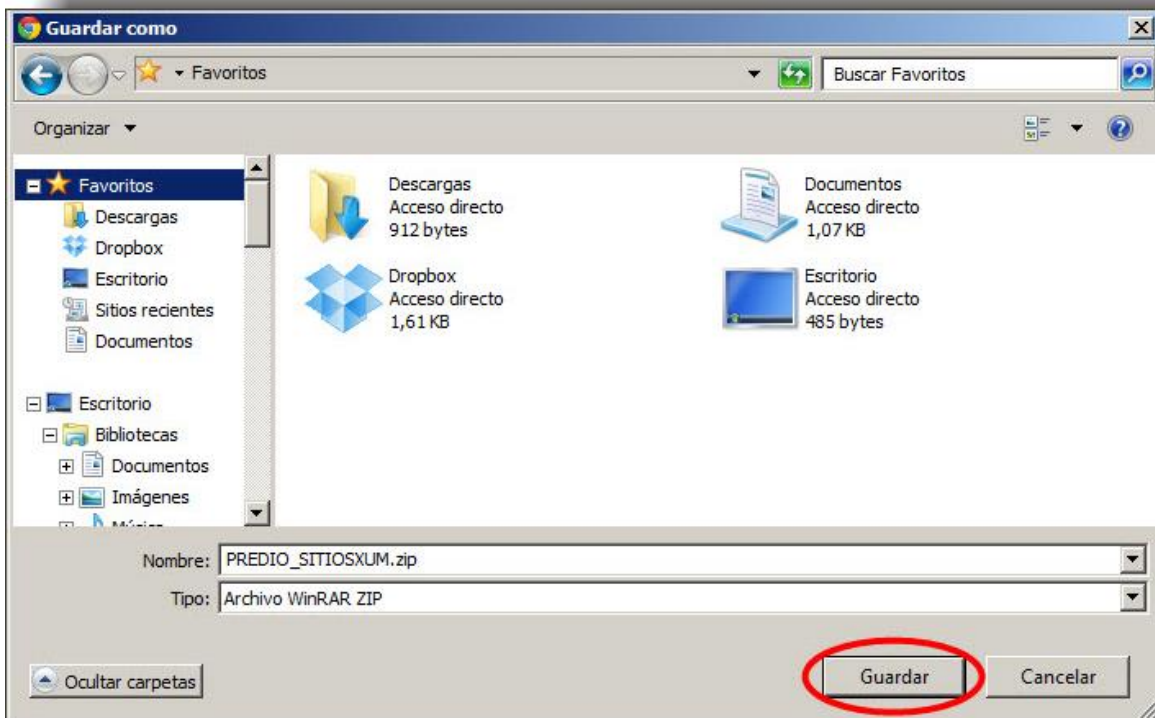 Guardar como
Favoritos
Buscar Favoritos
Organizar
Favoritos
Descargas
Dropbox
Escritorio
Sitios recientes
Documentos
Escritorio
Bibliotecas
Documentos
Imágenes
Música
Descargas
Acceso directo
912 bytes
Documentos
Acceso directo
1,07 KB
Dropbox
Acceso directo
1,61 KB
Escritorio
Acceso directo
485 bytes
Nombre: PREDIO_SITIOSXUM.zip
Tipo: Archivo WinRAR ZIP
Ocultar carpetas
Guardar
Cancelar